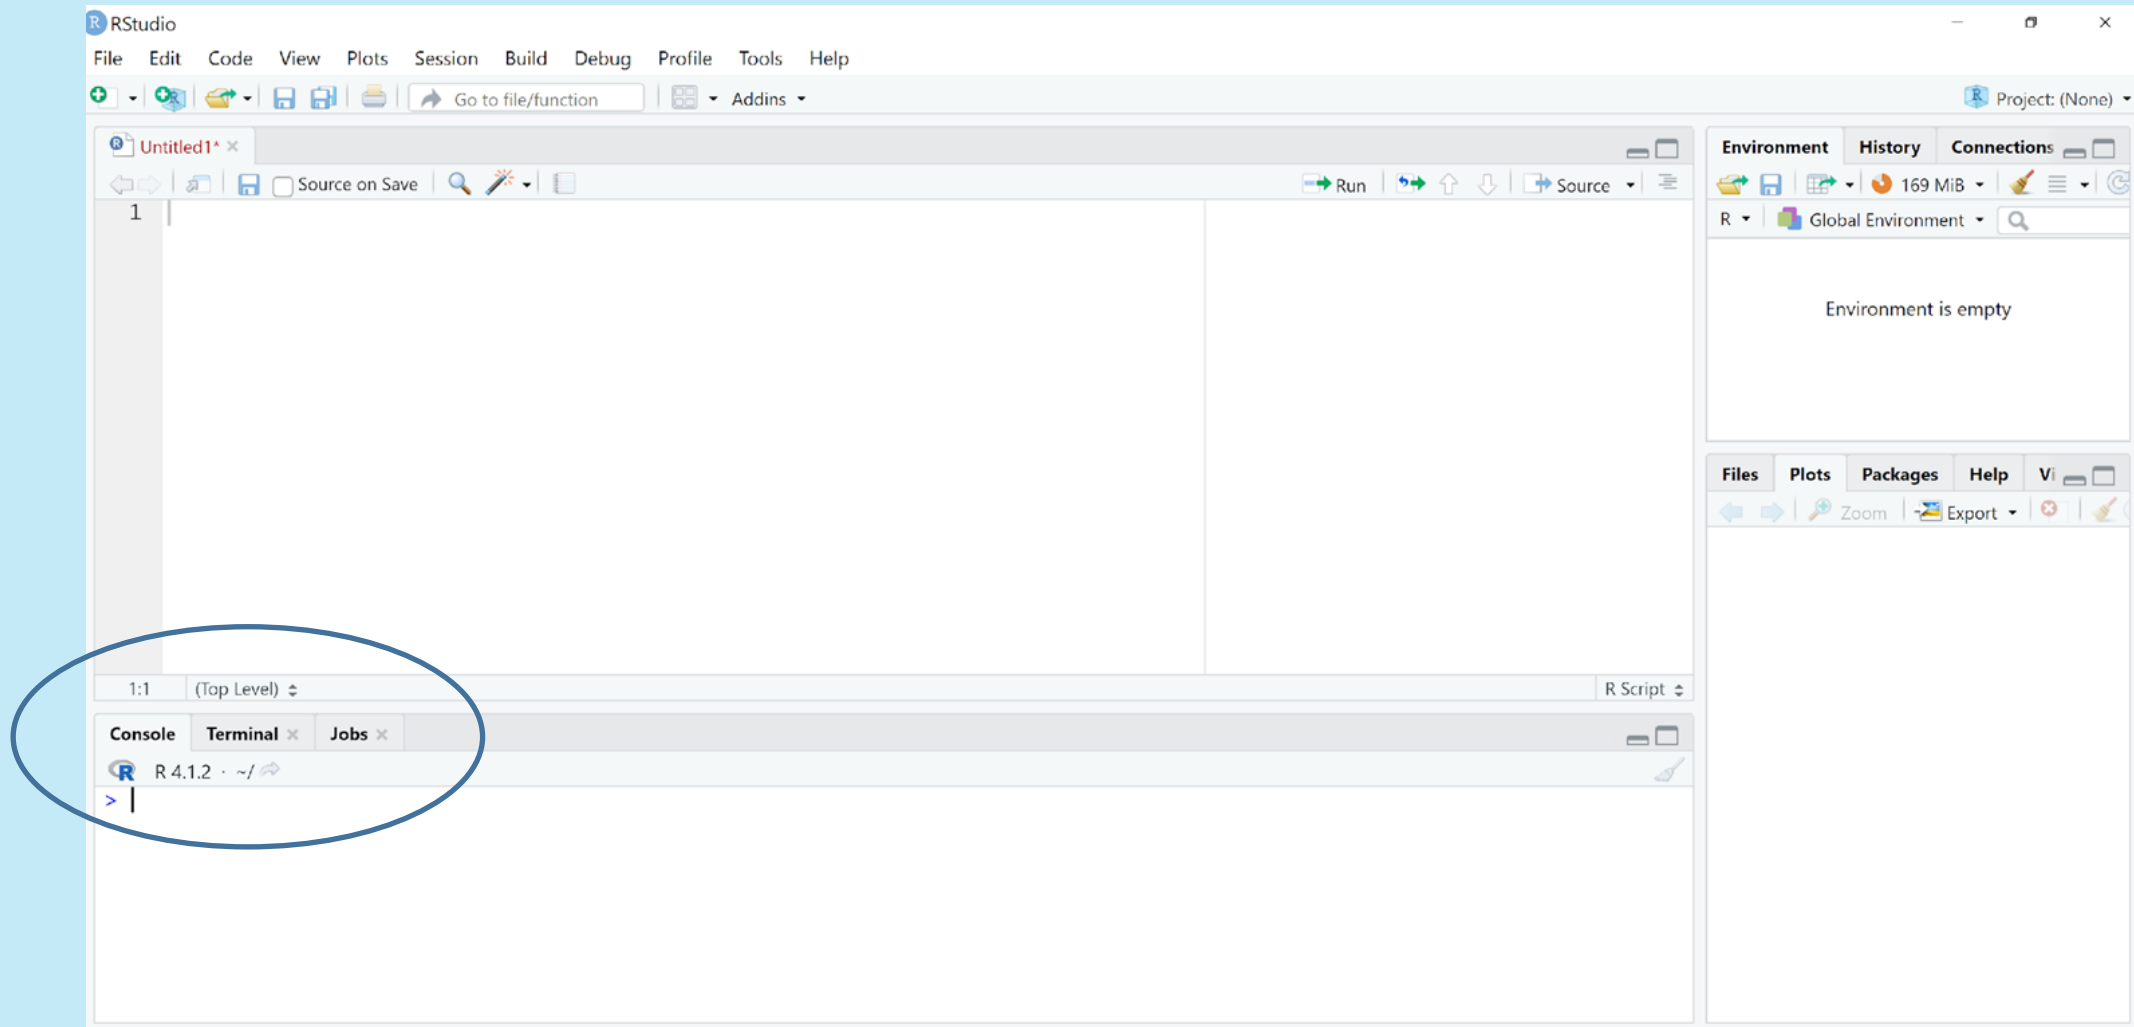 RStudio
File Edit Code View Plots Session Build Debug Profile Tools Help
Go to file/function Addins Project: (None)
Untitled1*
Source on Save Run Source
1
1:1 (Top Level) R Script
Console Terminal Jobs
R 4.1.2 · ~/
>
Environment History Connections
169 MiB
R Global Environment
Environment is empty
Files Plots Packages Help Vi
Zoom Export